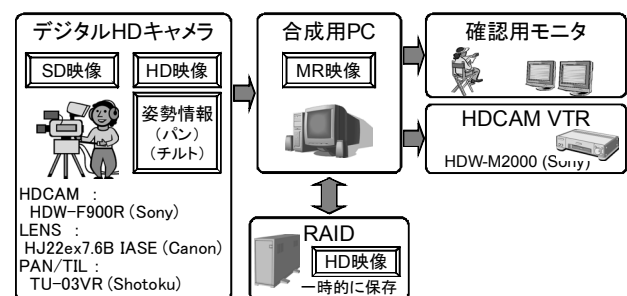 デジタルHDキャメラ
SD映像
HD映像
姿勢情報
(パン)
(チルト)
HDCAM :
HDW-F900R (Sony)
LENS :
HJ22ex7.6B IASE (Canon)
PAN/TIL :
TU-03VR (Shotoku)
合成用PC
MR映像
RAID
HD映像
一時的に保存
確認用モニタ
HDCAM VTR
HDW-M2000 (Sony)